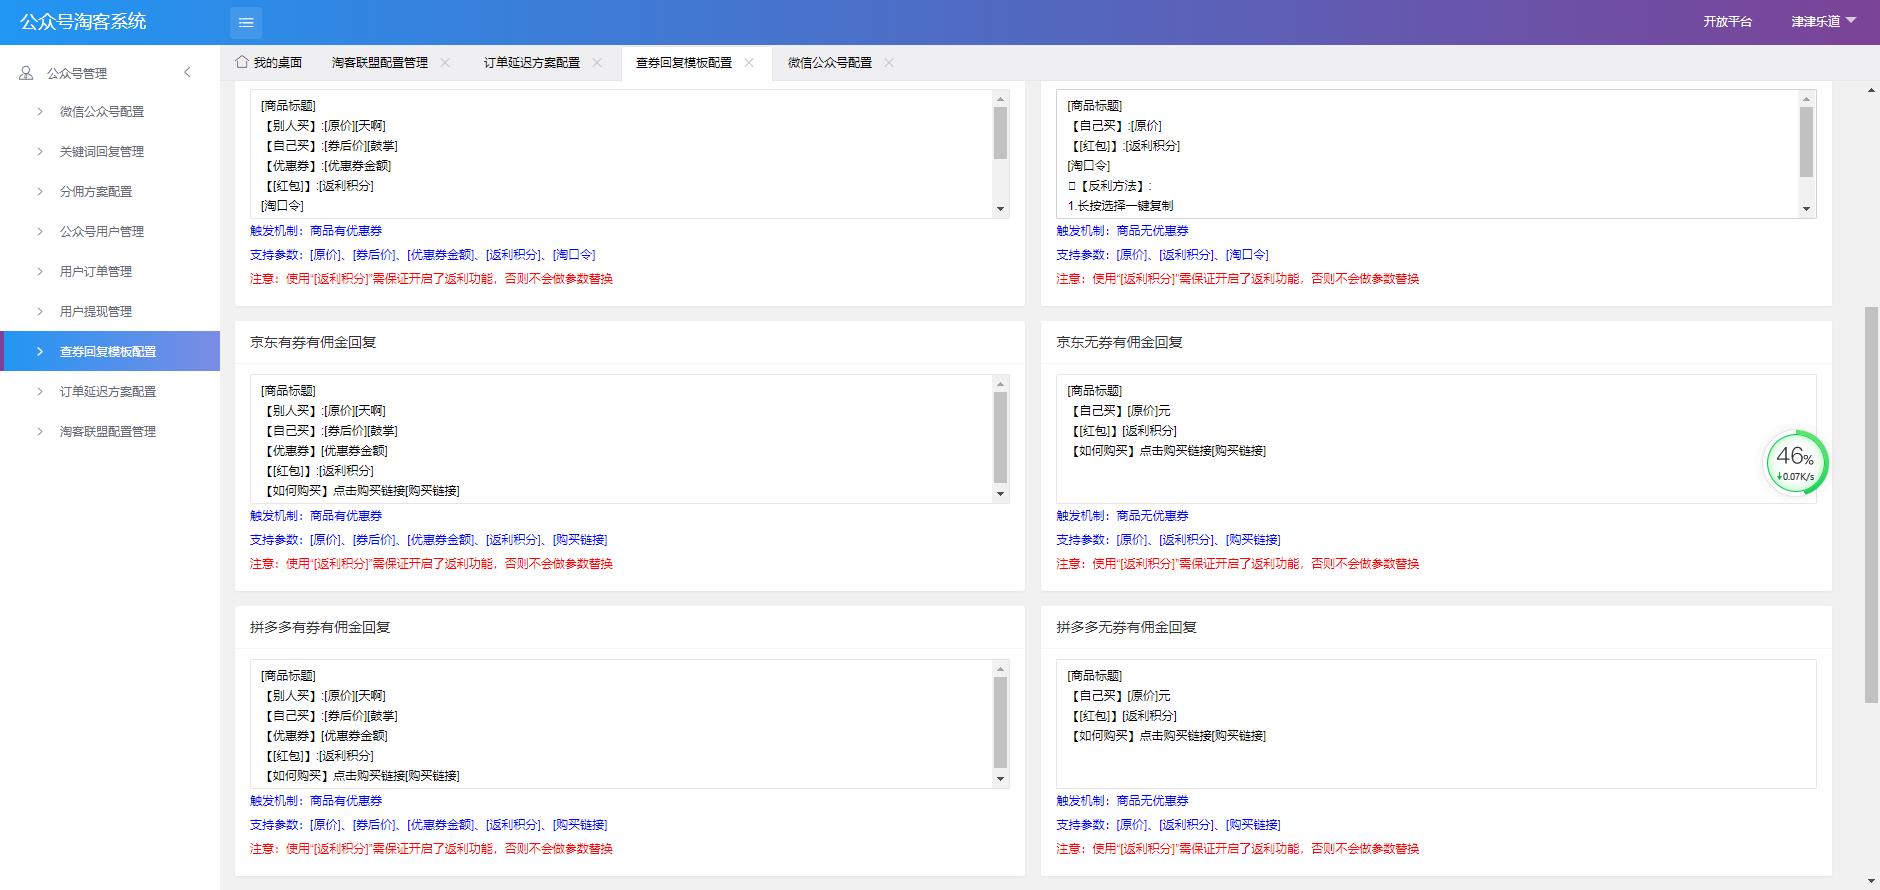 公众号淘客系统
开放平台
津津乐道
公众号管理
微信公众号配置
关键词回复管理
分佣方案配置
公众号用户管理
用户订单管理
用户提现管理
查券回复模板配置
订单延迟方案配置
淘客联盟配置管理
我的桌面
淘客联盟配置管理
订单延迟方案配置
查券回复模板配置
微信公众号配置
[商品标题]
【别人买】:[原价][天啊]
【自己买】:[券后价][鼓掌]
【优惠券】:[优惠券金额]
【[红包]】:[返利积分]
[淘口令]
触发机制：商品有优惠券
支持参数：[原价]、[券后价]、[优惠券金额]、[返利积分]、[淘口令]
注意：使用“[返利积分]”需保证开启了返利功能，否则不会做参数替换
[商品标题]
【自己买】:[原价]
【[红包]】:[返利积分]
[淘口令]
【反利方法】:
1.长按选择一键复制
触发机制：商品无优惠券
支持参数：[原价]、[返利积分]、[淘口令]
注意：使用“[返利积分]”需保证开启了返利功能，否则不会做参数替换
京东有券有佣金回复
[商品标题]
【别人买】:[原价][天啊]
【自己买】:[券后价][鼓掌]
【优惠券】[优惠券金额]
【[红包]】:[返利积分]
【如何购买】点击购买链接[购买链接]
触发机制：商品有优惠券
支持参数：[原价]、[券后价]、[优惠券金额]、[返利积分]、[购买链接]
注意：使用“[返利积分]”需保证开启了返利功能，否则不会做参数替换
京东无券有佣金回复
[商品标题]
【自己买】[原价]元
【[红包]】[返利积分]
【如何购买】点击购买链接[购买链接]
触发机制：商品无优惠券
支持参数：[原价]、[返利积分]、[购买链接]
注意：使用“[返利积分]”需保证开启了返利功能，否则不会做参数替换
46%
0.07K/s
拼多多有券有佣金回复
[商品标题]
【别人买】:[原价][天啊]
【自己买】:[券后价][鼓掌]
【优惠券】[优惠券金额]
【[红包]】:[返利积分]
【如何购买】点击购买链接[购买链接]
触发机制：商品有优惠券
支持参数：[原价]、[券后价]、[优惠券金额]、[返利积分]、[购买链接]
注意：使用“[返利积分]”需保证开启了返利功能，否则不会做参数替换
拼多多无券有佣金回复
[商品标题]
【自己买】[原价]元
【[红包]】[返利积分]
【如何购买】点击购买链接[购买链接]
触发机制：商品无优惠券
支持参数：[原价]、[返利积分]、[购买链接]
注意：使用“[返利积分]”需保证开启了返利功能，否则不会做参数替换